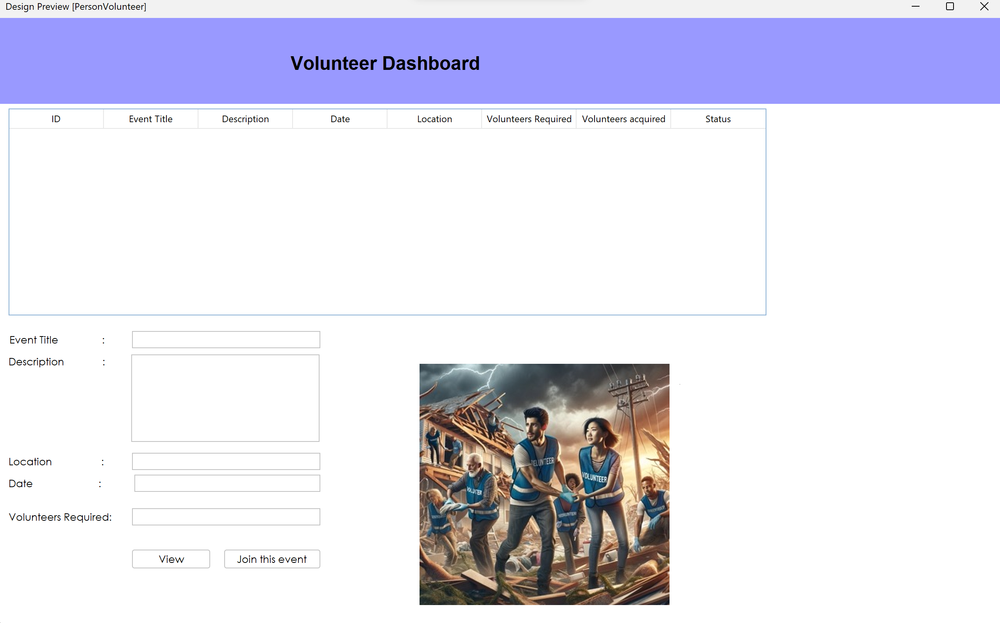 Design Preview [PersonVolunteer]
Volunteer Dashboard
ID Event Title Description Date Location Volunteers Required Volunteers acquired Status
Event Title :
Description :
Location :
Date :
Volunteers Required:
View Join this event
VOLUNTEER